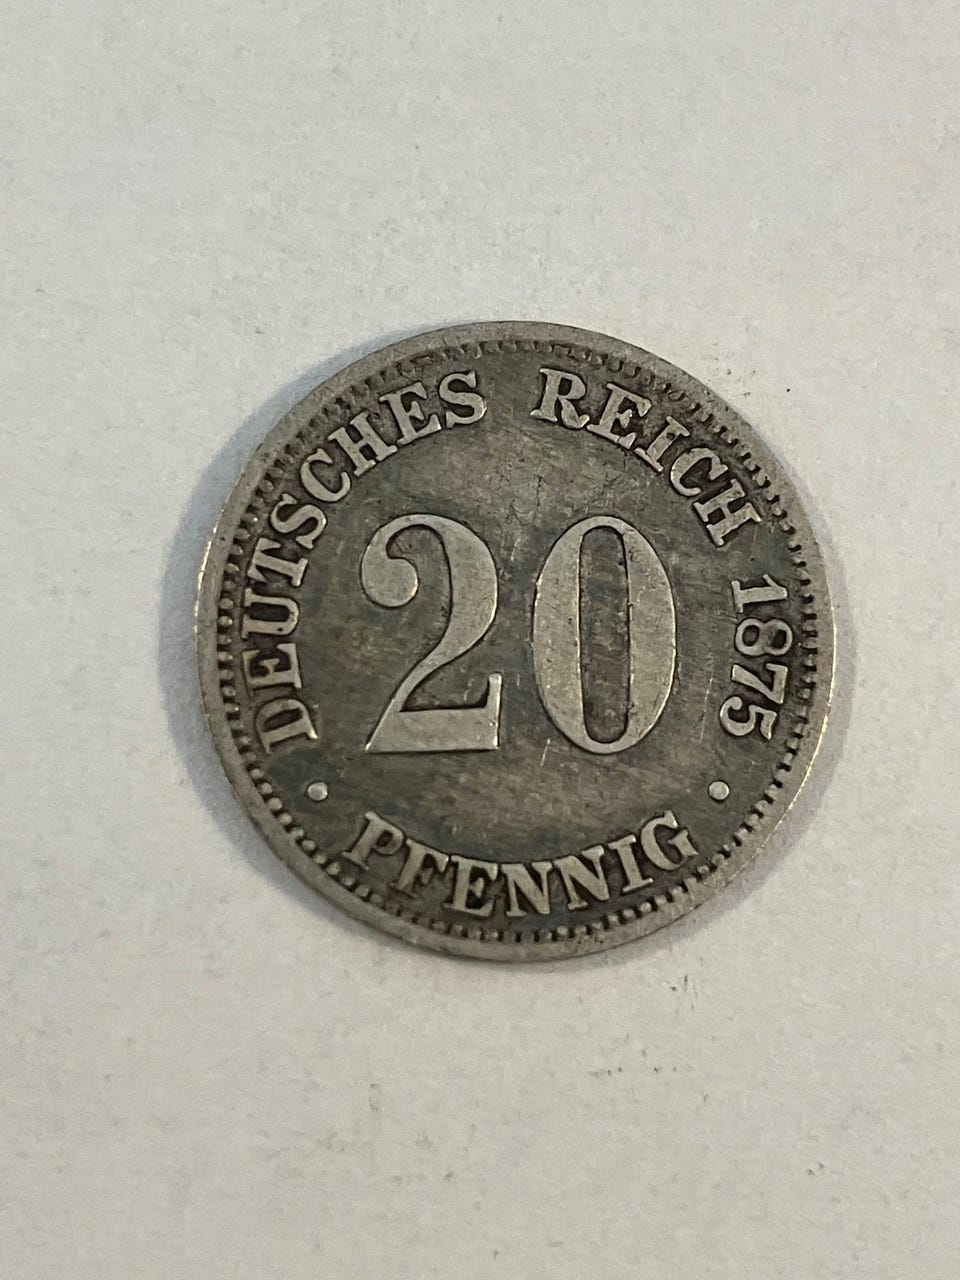 DEUTSCHES REICH 1875
20
PFENNIG